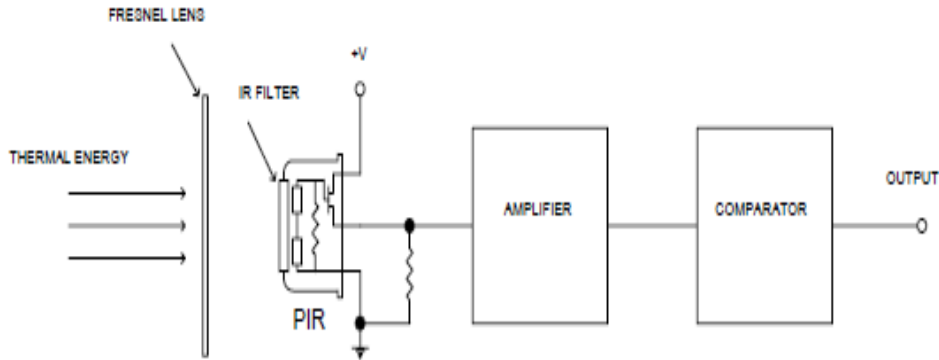 FRESNEL LENS
+V
IR FILTER
THERMAL ENERGY
OUTPUT
AMPLIFIER
COMPARATOR
PIR